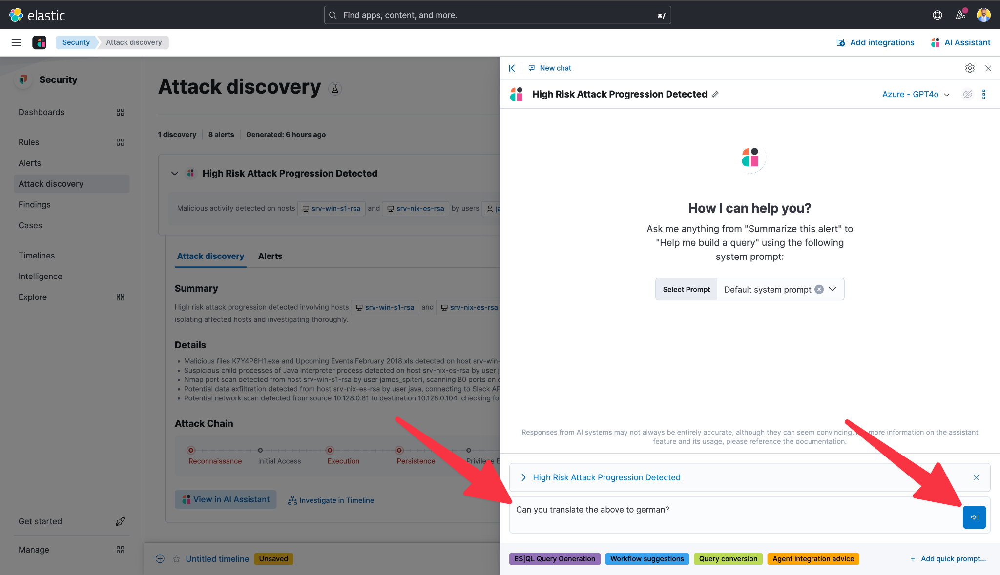 elastic
Find apps, content, and more.
⌘/
Security
Attack discovery
Add integrations
AI Assistant
Security
Dashboards
Rules
Alerts
Attack discovery
Findings
Cases
Timelines
Intelligence
Explore
Get started
Manage
Attack discovery
1 discovery
8 alerts
Generated: 6 hours ago
High Risk Attack Progression Detected
Malicious activity detected on hosts srv-win-s1-rsa and srv-nix-es-rsa by users
Attack discovery
Alerts
Summary
High risk attack progression detected involving hosts srv-win-s1-rsa and srv-nix-es-rsa
isolating affected hosts and investigating thoroughly.
Details
• Malicious files K7Y4P6H1.exe and Upcoming Events February 2018.xls detected on host srv-win-
• Suspicious child processes of Java interpreter process detected on host srv-nix-es-rsa by user j
• Nmap port scan detected from host srv-win-s1-rsa by user james_spiteri, scanning 80 ports on
• Potential data exfiltration detected from host srv-nix-es-rsa by user java, connecting to Slack AP
• Potential network scan detected from source 10.128.0.81 to destination 10.128.0.104, checking fo
Attack Chain
Reconnaissance
Initial Access
Execution
Persistence
Privilege E
View in AI Assistant
Investigate in Timeline
Untitled timeline
Unsaved
New chat
High Risk Attack Progression Detected
Azure - GPT4o
How I can help you?
Ask me anything from "Summarize this alert" to
"Help me build a query" using the following
system prompt:
Select Prompt
Default system prompt
Responses from AI systems may not always be entirely accurate, although they can seem convincing. more information on the assistant
feature and its usage, please reference the documentation.
High Risk Attack Progression Detected
Can you translate the above to german?
ES|QL Query Generation
Workflow suggestions
Query conversion
Agent integration advice
+ Add quick prompt...